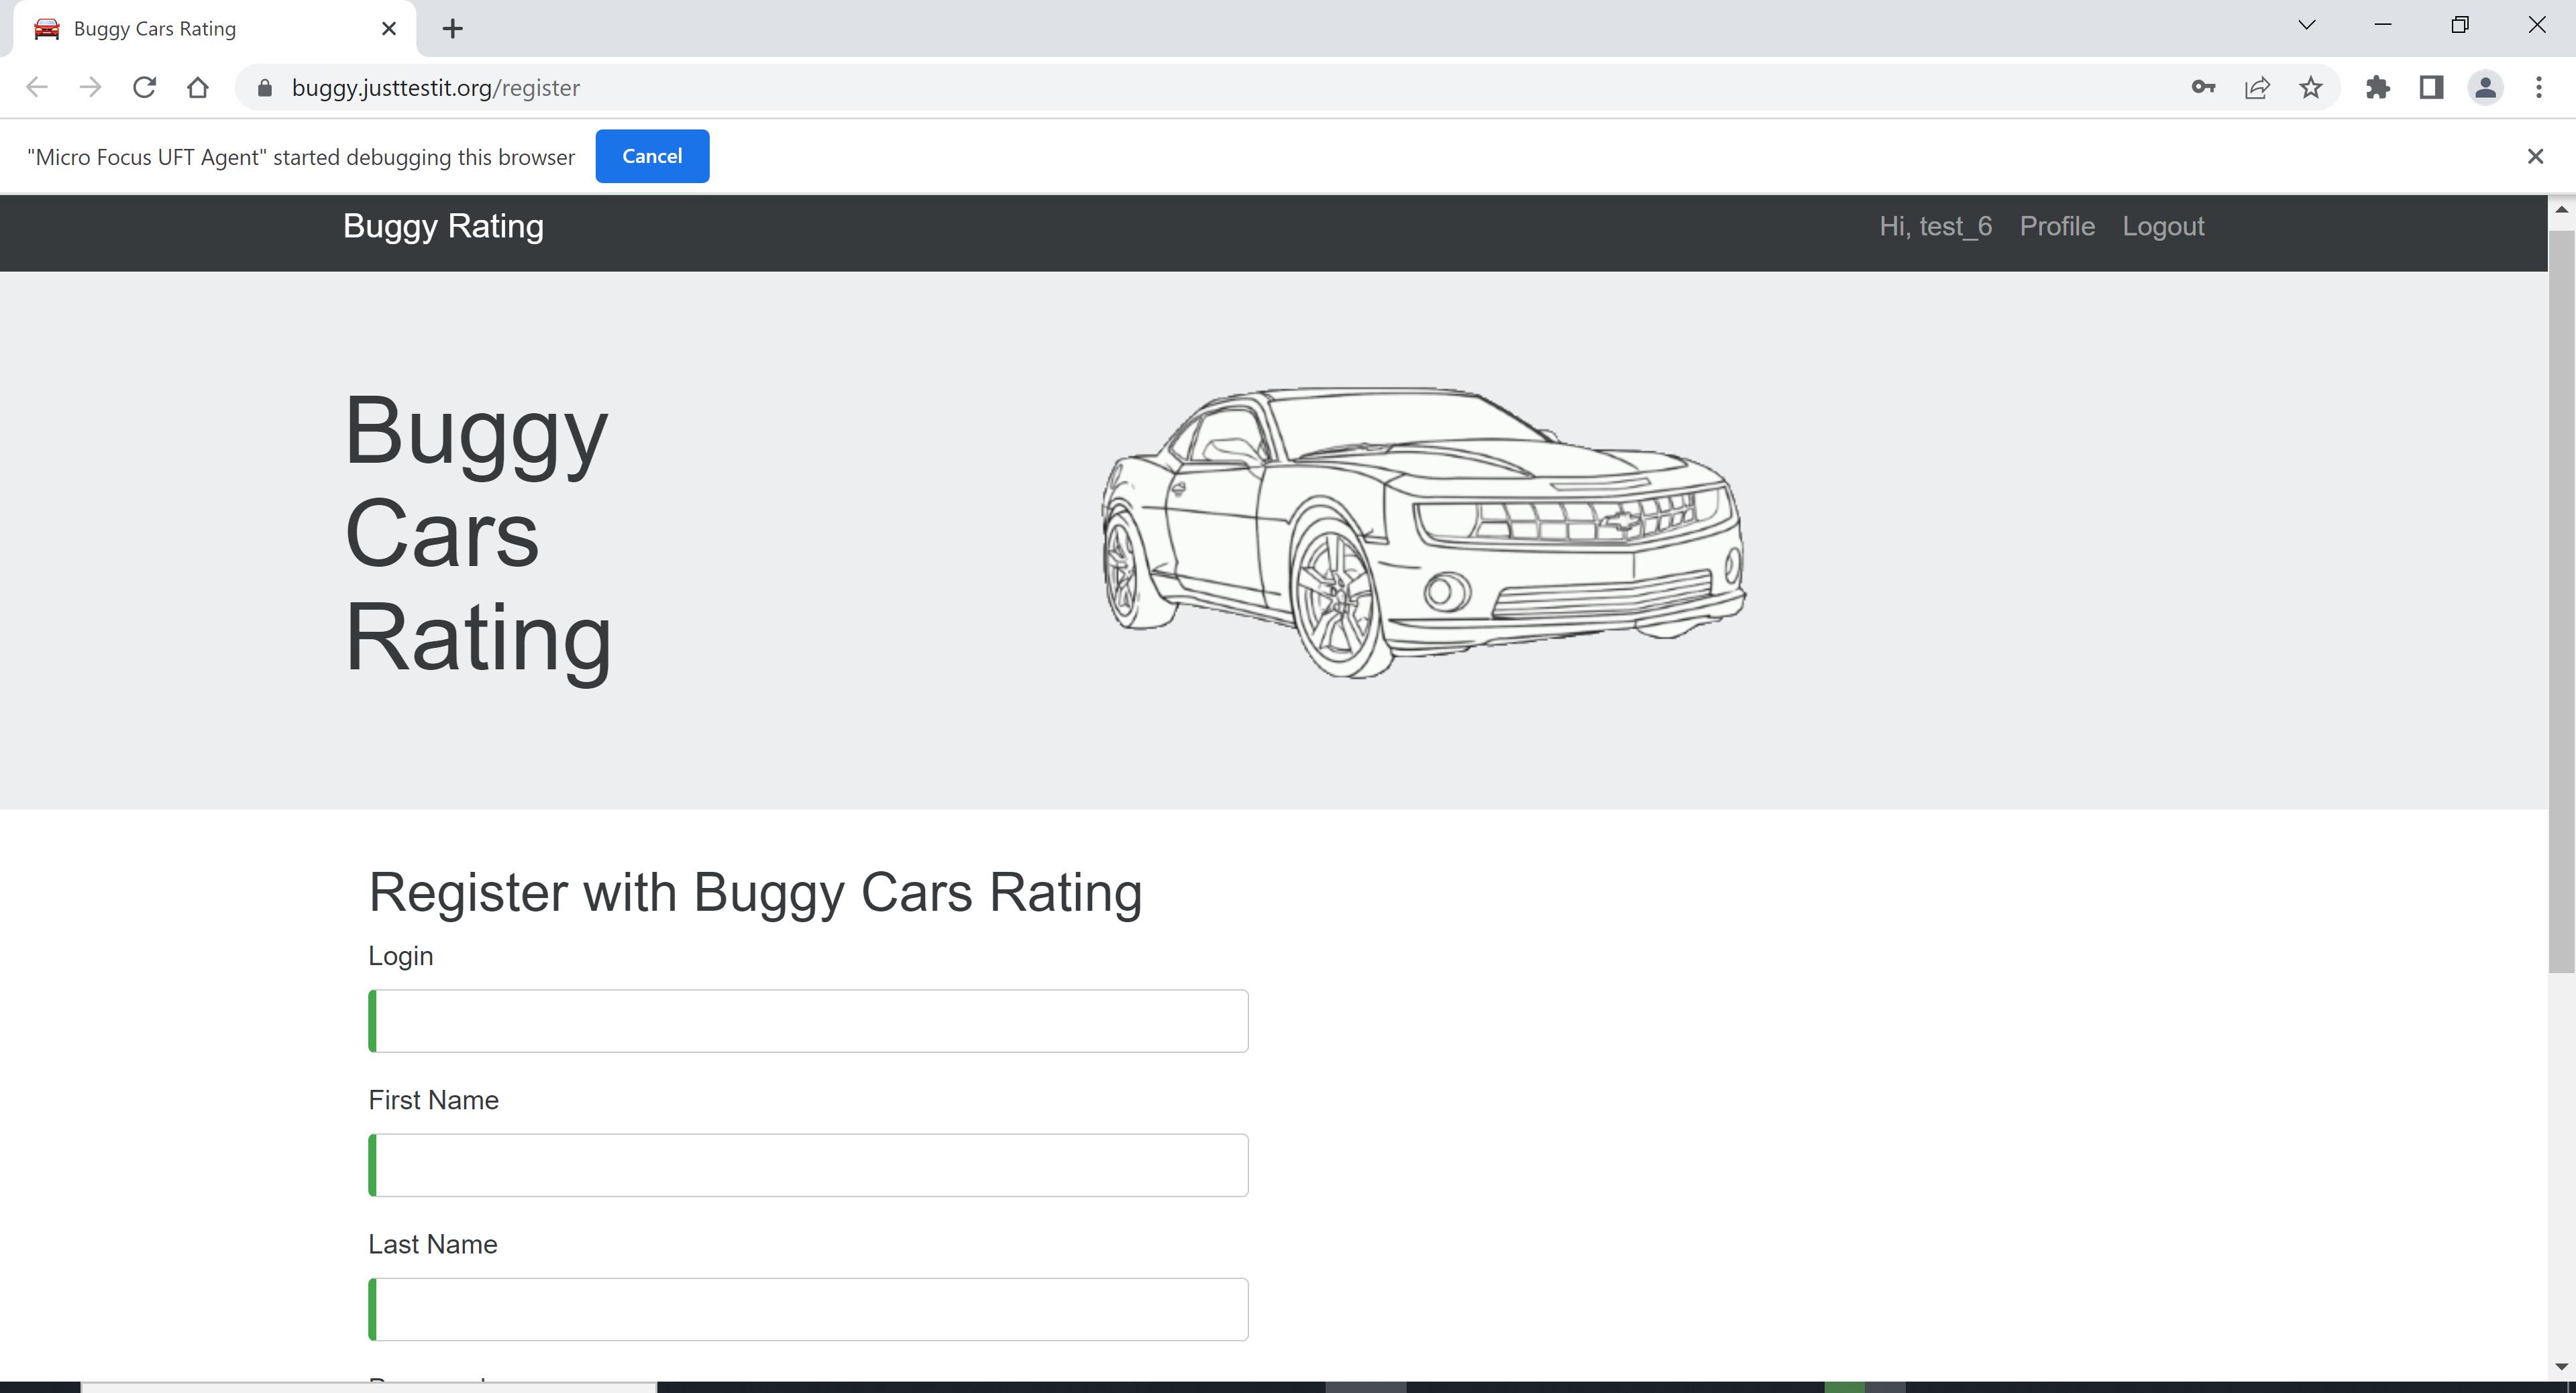 Buggy Cars Rating
buggy.justtestit.org/register
"Micro Focus UFT Agent" started debugging this browser Cancel
Buggy Rating Hi, test_6 Profile Logout
Buggy
Cars
Rating
Register with Buggy Cars Rating
Login
First Name
Last Name